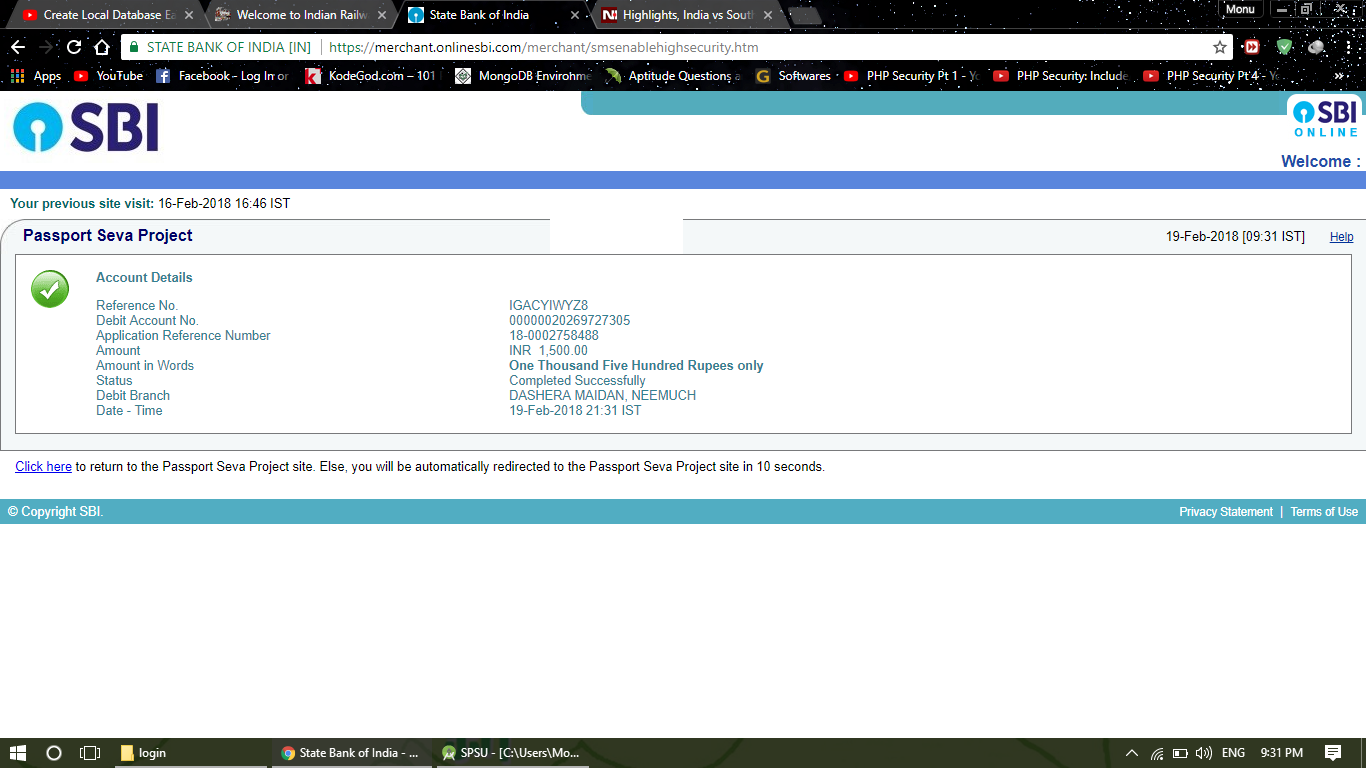 Create Local Database Ea
Welcome to Indian Railw
State Bank of India
Highlights, India vs Sout
Monu
STATE BANK OF INDIA [IN] https://merchant.onlinesbi.com/merchant/smsenablehighsecurity.htm
Apps YouTube Facebook - Log In or KodeGod.com – 101 MongoDB Environme Aptitude Questions a Softwares PHP Security Pt 1 - Yo PHP Security: Include PHP Security Pt 4 - Yo »
SBI
SBI
ONLINE
Welcome :
Your previous site visit: 16-Feb-2018 16:46 IST
Passport Seva Project 19-Feb-2018 [09:31 IST] Help
Account Details
Reference No. IGACYIWYZ8
Debit Account No. 00000020269727305
Application Reference Number 18-0002758488
Amount INR 1,500.00
Amount in Words One Thousand Five Hundred Rupees only
Status Completed Successfully
Debit Branch DASHERA MAIDAN, NEEMUCH
Date - Time 19-Feb-2018 21:31 IST
Click here to return to the Passport Seva Project site. Else, you will be automatically redirected to the Passport Seva Project site in 10 seconds.
© Copyright SBI. Privacy Statement | Terms of Use
login State Bank of India - ... SPSU - [C:\Users\Mo... ENG 9:31 PM